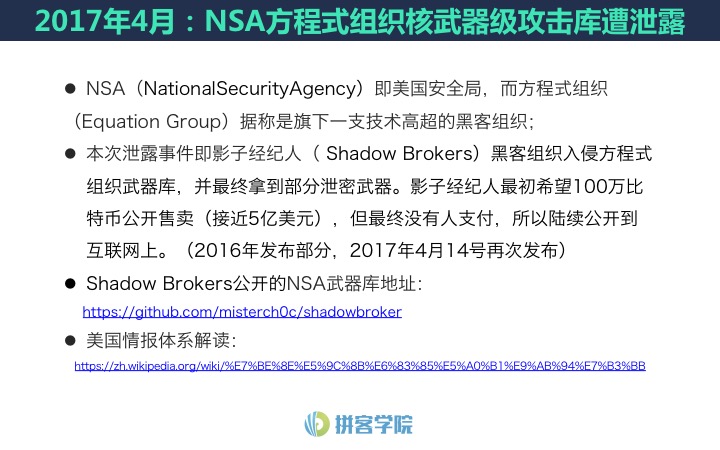 2017年4月：NSA方程式组织核武器级攻击库遭泄露
● NSA（NationalSecurityAgency）即美国安全局，而方程式组织
（Equation Group）据称是旗下一支技术高超的黑客组织；
● 本次泄露事件即影子经纪人（ Shadow Brokers）黑客组织入侵方程式
组织武器库，并最终拿到部分泄密武器。影子经纪人最初希望100万比
特币公开售卖（接近5亿美元），但最终没有人支付，所以陆续公开到
互联网上。（2016年发布部分，2017年4月14号再次发布）
● Shadow Brokers公开的NSA武器库地址：
https://github.com/misterch0c/shadowbroker
● 美国情报体系解读：
https://zh.wikipedia.org/wiki/%E7%BE%8E%E5%9C%8B%E6%83%85%E5%A0%B1%E9%AB%94%E7%B3%BB
拼客学院